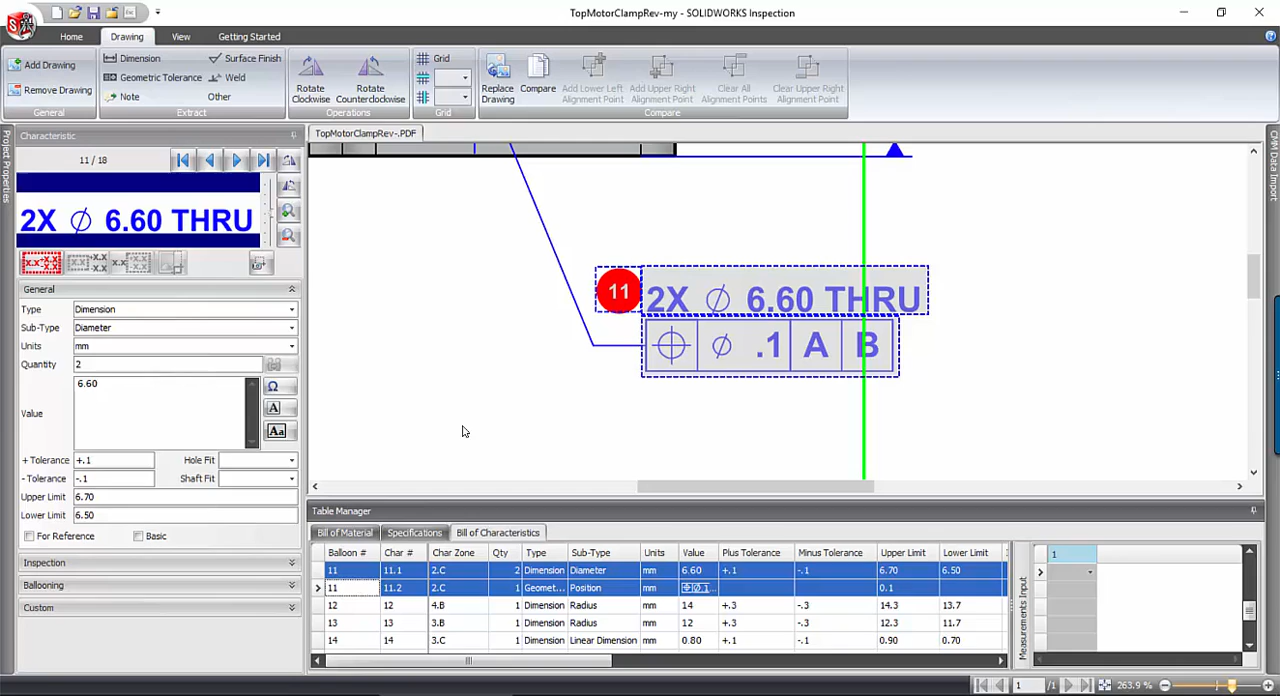 TopMotorClampRev-my - SOLIDWORKS Inspection
Home Drawing View Getting Started
Add Drawing
Remove Drawing
General
Dimension Surface Finish
Geometric Tolerance Weld
Note Other
Extract
Rotate Clockwise
Rotate Counterclockwise
Operations
Grid
Grid
Replace Drawing
Compare
Add Lower Left Alignment Point
Add Upper Right Alignment Point
Clear All Alignment Points
Clear Upper Right Alignment Point
Compare
Project Properties
Characteristic
11 / 18
2X ∅ 6.60 THRU
General
Type Dimension
Sub-Type Diameter
Units mm
Quantity 2
Value 6.60
+ Tolerance +.1 Hole Fit
- Tolerance -.1 Shaft Fit
Upper Limit 6.70
Lower Limit 6.50
For Reference Basic
Inspection
Ballooning
Custom
TopMotorClampRev-.PDF
11 2X ∅ 6.60 THRU
⌖ ∅ .1 A B
CMM Data Import
Table Manager
Bill of Material Specifications Bill of Characteristics
Balloon # Char # Char Zone Qty Type Sub-Type Units Value Plus Tolerance Minus Tolerance Upper Limit Lower Limit
11 11.1 2.C 2 Dimension Diameter mm 6.60 +.1 -.1 6.70 6.50
11 11.2 2.C 1 Geomet... Position mm ⌖∅.1... 0.1
12 12 4.B 1 Dimension Radius mm 14 +.3 -.3 14.3 13.7
13 13 3.B 1 Dimension Radius mm 12 +.3 -.3 12.3 11.7
14 14 3.C 1 Dimension Linear Dimension mm 0.80 +.1 -.1 0.90 0.70
Measurements Input
1
1 /1 263.9 %